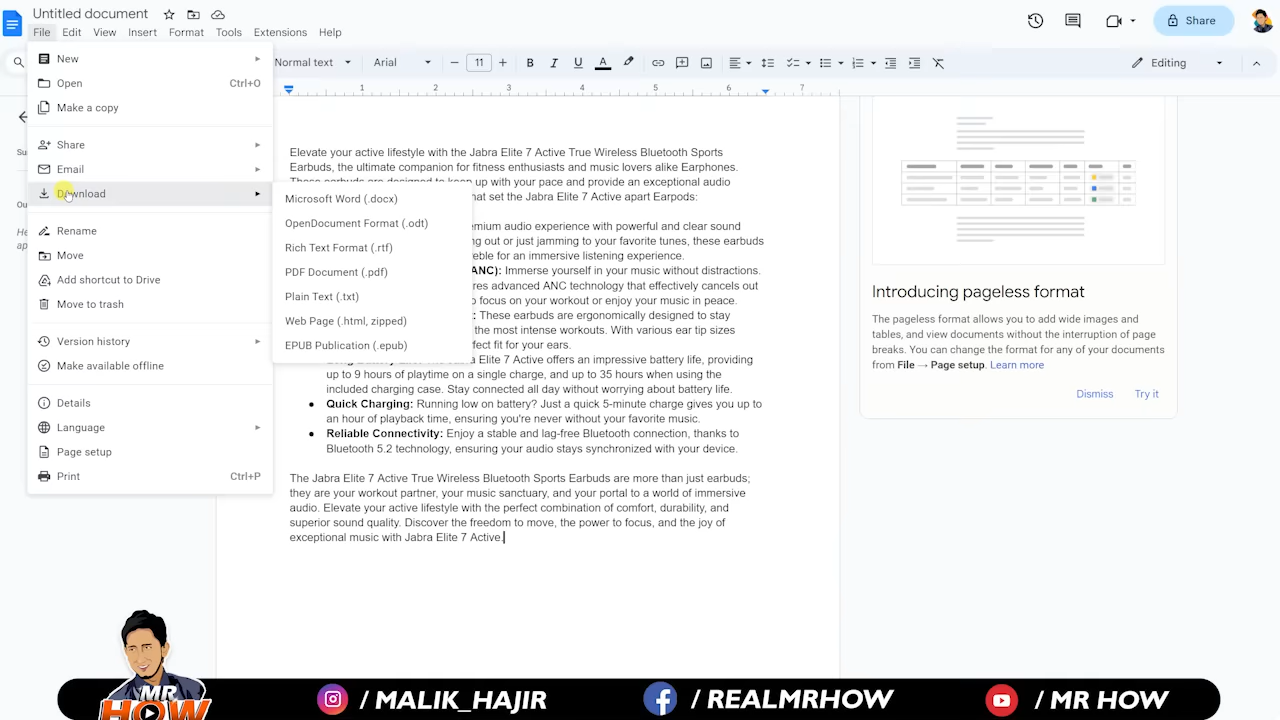 Untitled document
File Edit View Insert Format Tools Extensions Help
Share
Normal text Arial 11 Editing
1 2 3 4 5 6 7
New
Open Ctrl+O
Make a copy
Share
Email
Download
Rename
Move
Add shortcut to Drive
Move to trash
Version history
Make available offline
Details
Language
Page setup
Print Ctrl+P
Microsoft Word (.docx)
OpenDocument Format (.odt)
Rich Text Format (.rtf)
PDF Document (.pdf)
Plain Text (.txt)
Web Page (.html, zipped)
EPUB Publication (.epub)
Elevate your active lifestyle with the Jabra Elite 7 Active True Wireless Bluetooth Sports
Earbuds, the ultimate companion for fitness enthusiasts and music lovers alike Earphones.
These earbuds designed to keep up with your pace and provide an exceptional audio
that set the Jabra Elite 7 Active apart Earpods:
audio experience with powerful and clear sound
out or just jamming to your favorite tunes, these earbuds
for an immersive listening experience.
ANC): Immerse yourself in your music without distractions.
advanced ANC technology that effectively cancels out
focus on your workout or enjoy your music in peace.
: These earbuds are ergonomically designed to stay
the most intense workouts. With various ear tip sizes
fit for your ears.
Jabra Elite 7 Active offers an impressive battery life, providing
up to 9 hours of playtime on a single charge, and up to 35 hours when using the
included charging case. Stay connected all day without worrying about battery life.
● Quick Charging: Running low on battery? Just a quick 5-minute charge gives you up to
an hour of playback time, ensuring you're never without your favorite music.
● Reliable Connectivity: Enjoy a stable and lag-free Bluetooth connection, thanks to
Bluetooth 5.2 technology, ensuring your audio stays synchronized with your device.
The Jabra Elite 7 Active True Wireless Bluetooth Sports Earbuds are more than just earbuds;
they are your workout partner, your music sanctuary, and your portal to a world of immersive
audio. Elevate your active lifestyle with the perfect combination of comfort, durability, and
superior sound quality. Discover the freedom to move, the power to focus, and the joy of
exceptional music with Jabra Elite 7 Active.
Introducing pageless format
The pageless format allows you to add wide images and
tables, and view documents without the interruption of page
breaks. You can change the format for any of your documents
from File → Page setup. Learn more
Dismiss Try it
MR
HOW
/ MALIK_HAJIR
/ REALMRHOW
/ MR HOW